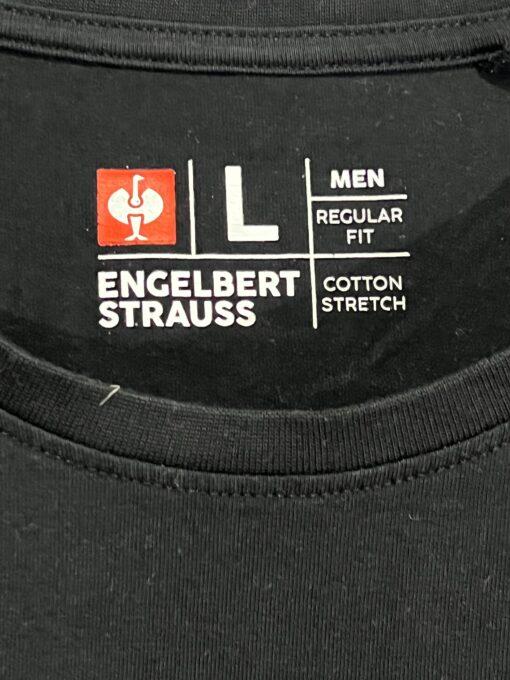 L
MEN
REGULAR
FIT
ENGELBERT
STRAUSS
COTTON
STRETCH